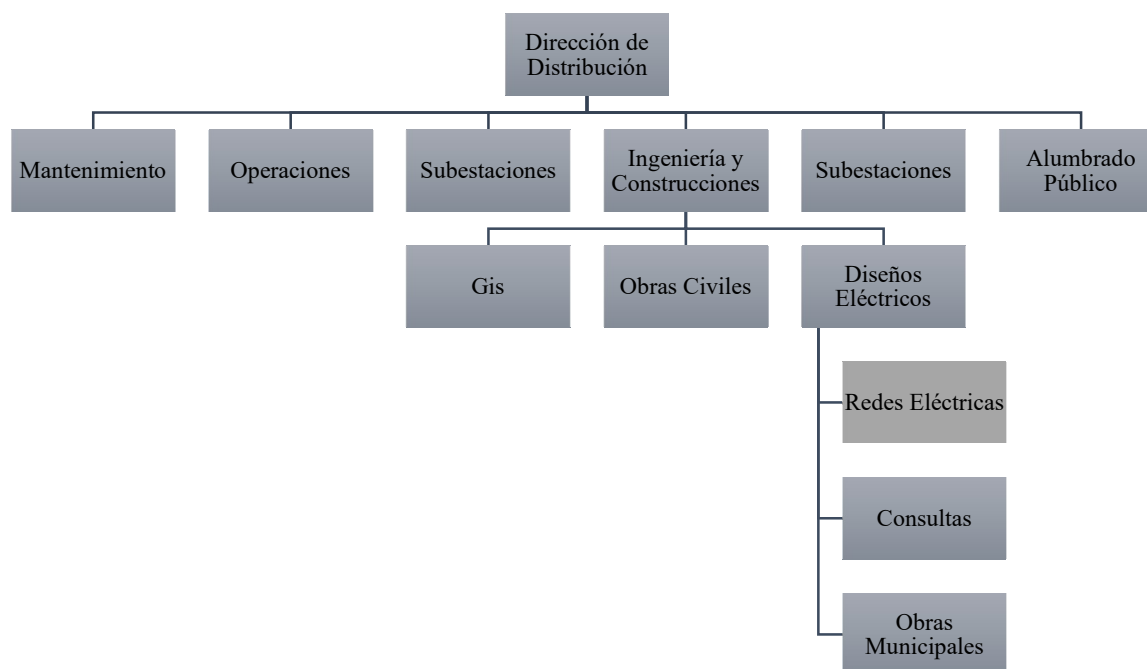 Dirección de
Distribución
Mantenimiento
Operaciones
Subestaciones
Ingeniería y
Construcciones
Subestaciones
Alumbrado
Público
Gis
Obras Civiles
Diseños
Eléctricos
Redes Eléctricas
Consultas
Obras
Municipales